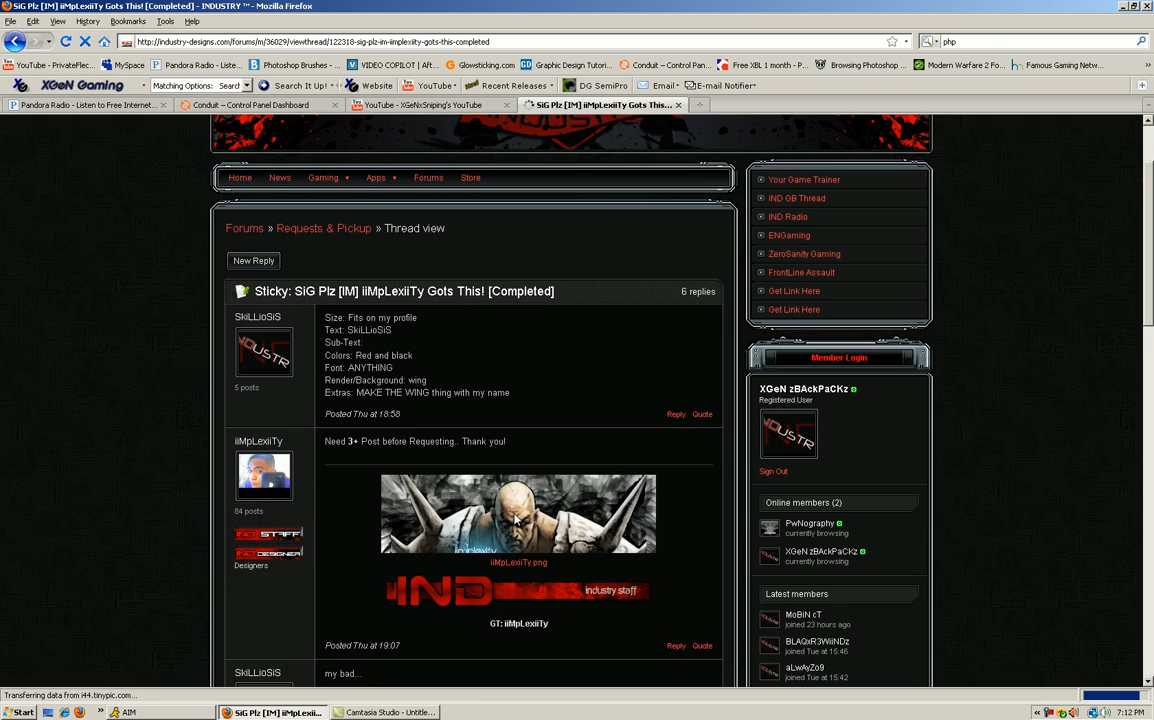 SiG Plz [IM] iiMpLexiiTy Gots This! [Completed] - INDUSTRY ™ - Mozilla Firefox
File Edit View History Bookmarks Tools Help
http://industry-designs.com/forums/m/36029/viewthread/122318-sig-plz-im-iimplexiity-gots-this-completed
php
YouTube - PrivateFlec...
MySpace
Pandora Radio - Liste...
Photoshop Brushes - ...
VIDEO COPILOT | Aft...
Glowsticking.com
Graphic Design Tutori...
Conduit -- Control Pan...
Free XBL 1 month - P...
Browsing Photoshop ...
Modern Warfare 2 Fo...
Famous Gaming Netw...
XGeN Gaming
Matching Options: Search
Search It Up!
Website
YouTube
Recent Releases
DG SemiPro
Email
E-Mail Notifier
Pandora Radio - Listen to Free Internet...
Conduit -- Control Panel Dashboard
YouTube - XGeNxSniping's YouTube
SiG Plz [IM] iiMpLexiiTy Gots This...
Home News Gaming Apps Forums Store
Forums » Requests & Pickup » Thread view
New Reply
Sticky: SiG Plz [IM] iiMpLexiiTy Gots This! [Completed]
6 replies
SkiLLioSiS
5 posts
Size: Fits on my profile
Text: SkiLLioSiS
Sub-Text:
Colors: Red and black
Font: ANYTHING
Render/Background: wing
Extras: MAKE THE WING thing with my name
Posted Thu at 18:58
Reply Quote
iiMpLexiiTy
84 posts
IND STAFF
IND DESIGNER
Designers
Need 3+ Post before Requesting.. Thank you!
implexity
iiMpLexiiTy.png
IND industry staff
GT: iiMpLexiiTy
Posted Thu at 19:07
Reply Quote
SkiLLioSiS
my bad...
Your Game Trainer
IND GB Thread
IND Radio
ENGaming
ZeroSanity Gaming
FrontLine Assault
Get Link Here
Get Link Here
Member Login
XGeN zBAckPaCKz
Registered User
Sign Out
Online members (2)
PwNography
currently browsing
XGeN zBAckPaCKz
currently browsing
Latest members
MoBiN cT
joined 23 hours ago
BLAQxR3WiiNDz
joined Tue at 15:46
aLwAyZo9
joined Tue at 15:42
Transferring data from i44.tinypic.com...
Start
AIM
SiG Plz [IM] iiMpLexii...
Camtasia Studio - Untitle...
7:12 PM